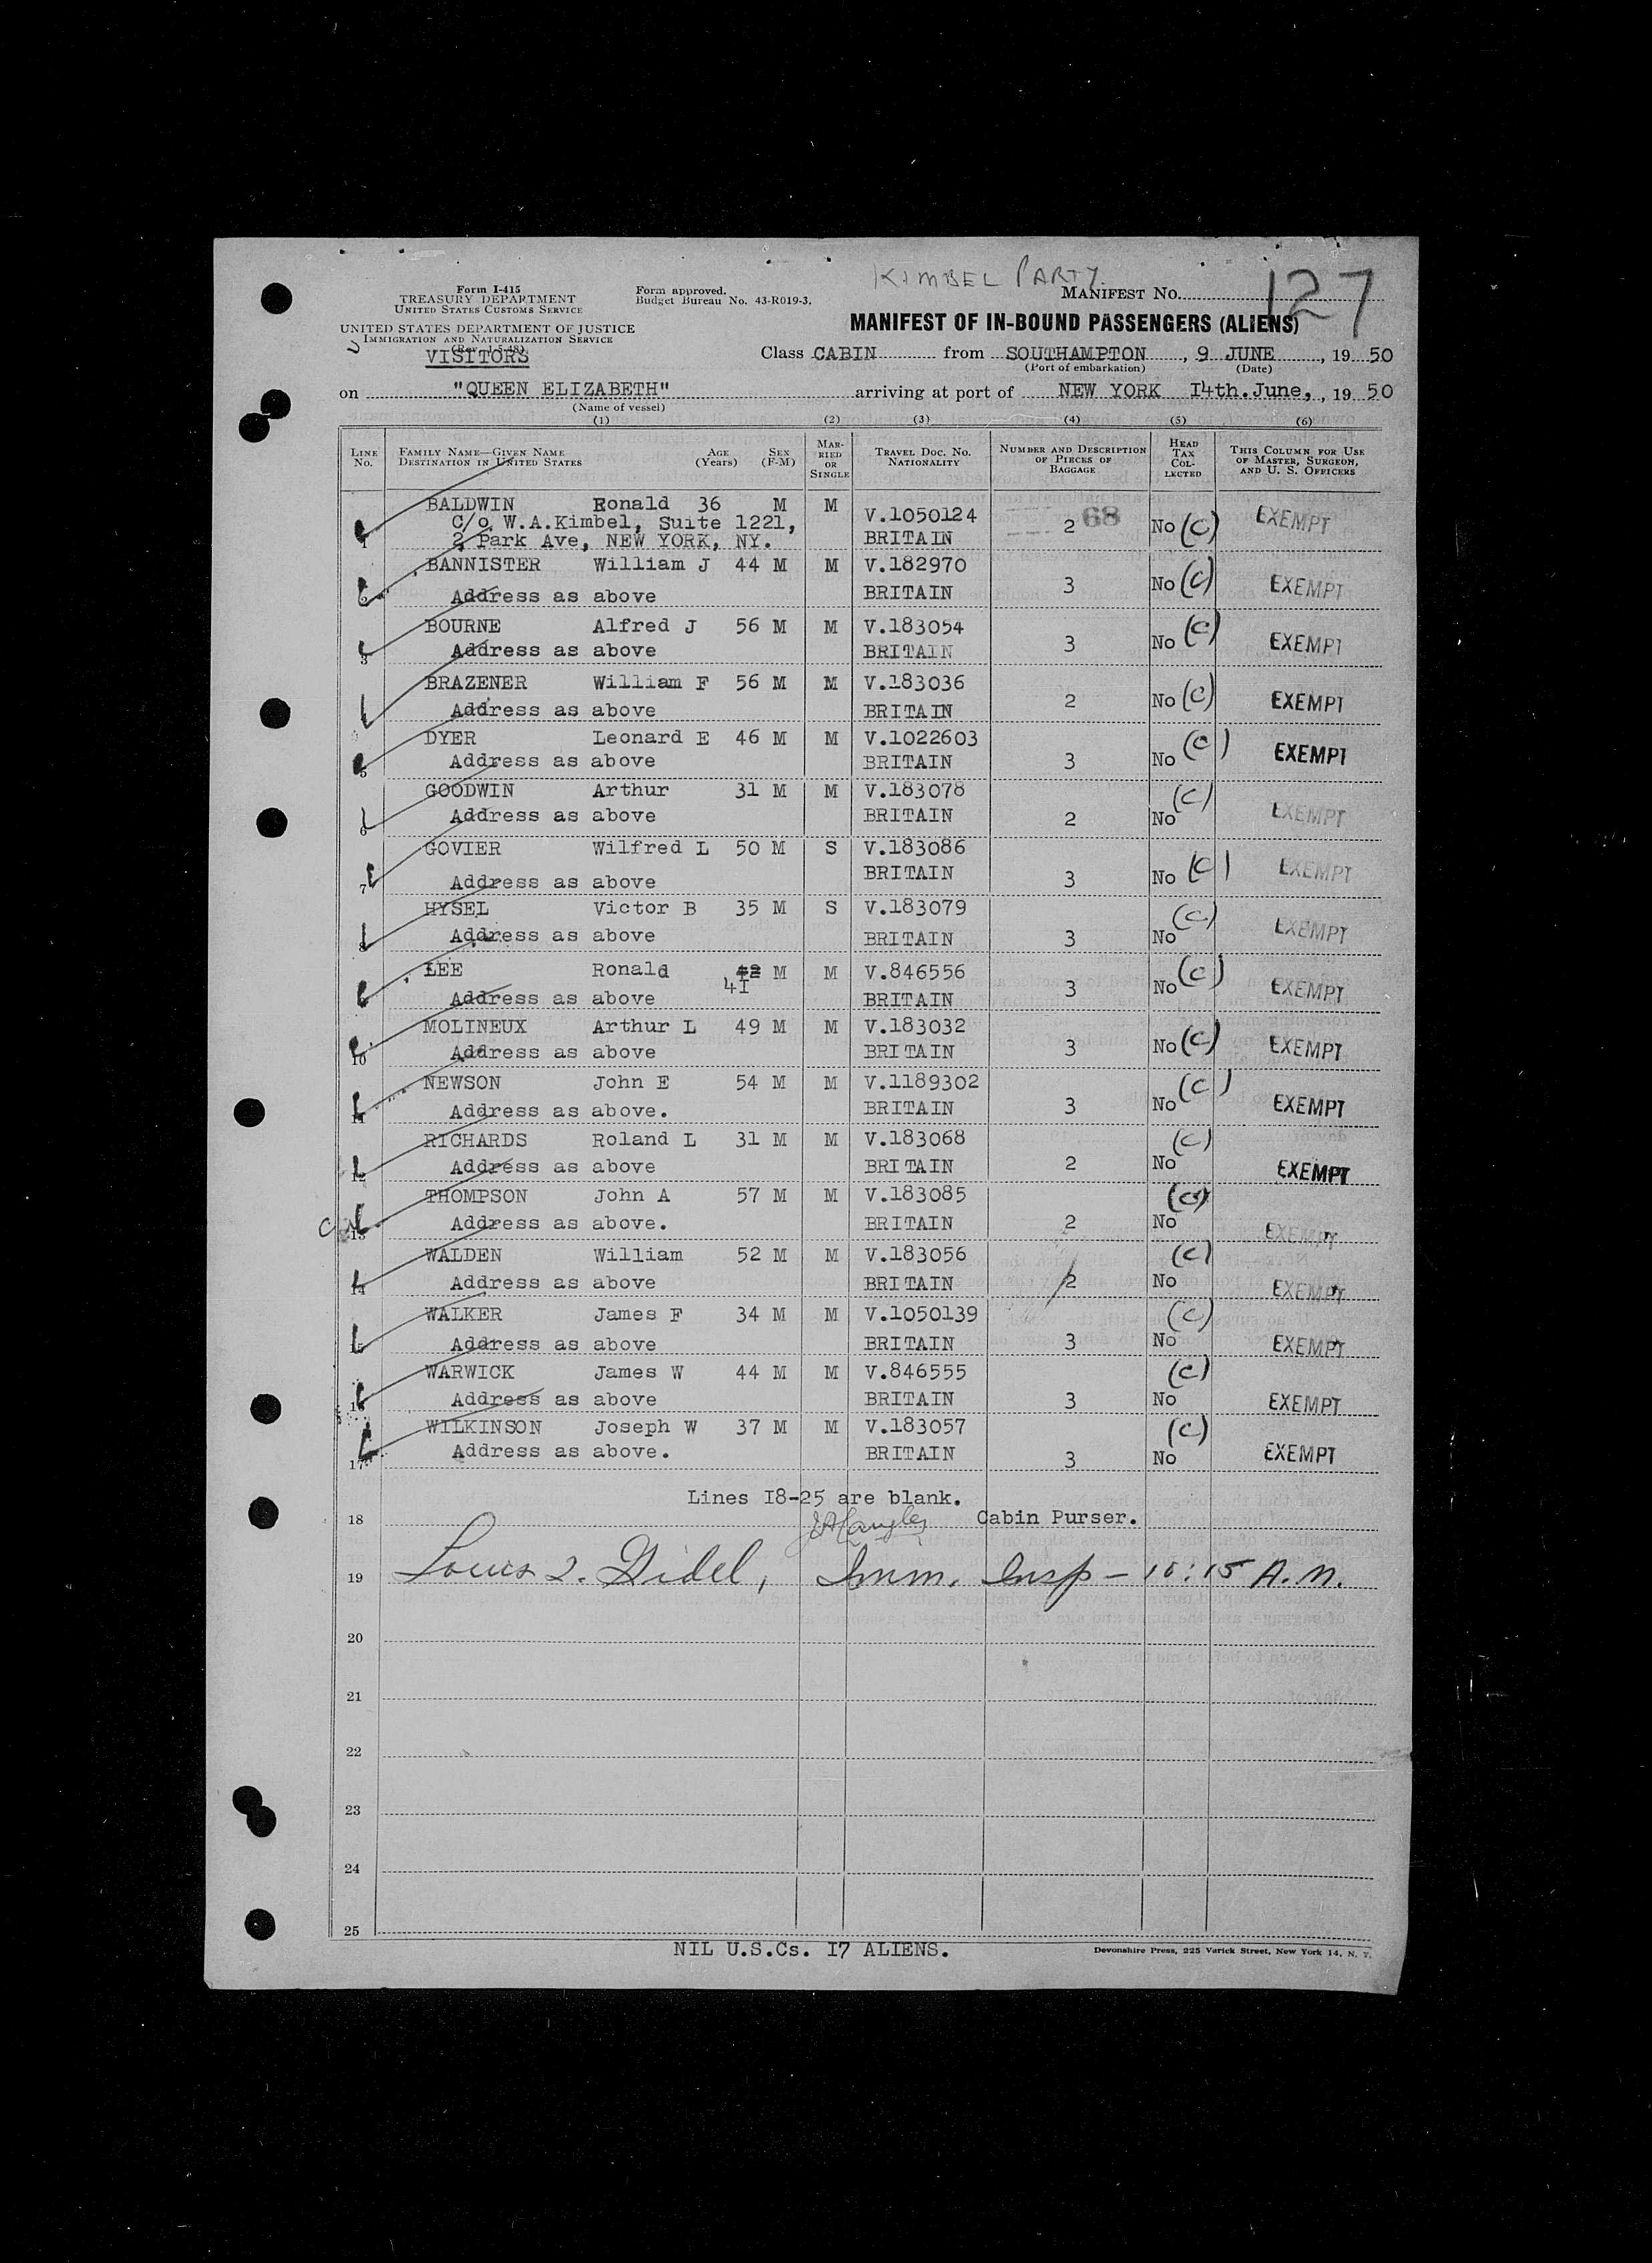 KIMBEL PARTY
127
Form I-415
TREASURY DEPARTMENT
UNITED STATES CUSTOMS SERVICE
Form approved.
Budget Bureau No. 43-R019-3.
MANIFEST No.
UNITED STATES DEPARTMENT OF JUSTICE
IMMIGRATION AND NATURALIZATION SERVICE
(Rev. 1-5-48)
VISITORS
MANIFEST OF IN-BOUND PASSENGERS (ALIENS)
Class CABIN from SOUTHAMPTON, 9 JUNE, 19 50
(Port of embarkation) (Date)
on "QUEEN ELIZABETH" arriving at port of NEW YORK I4th.June, , 19 50
(Name of vessel)
(1) (2) (3) (4) (5) (6)
LINE No. FAMILY NAME—GIVEN NAME DESTINATION IN UNITED STATES AGE (Years) SEX (F-M) MARRIED OR SINGLE TRAVEL DOC. No. NATIONALITY NUMBER AND DESCRIPTION OF PIECES OF BAGGAGE HEAD TAX COLLECTED THIS COLUMN FOR USE OF MASTER, SURGEON, AND U. S. OFFICERS
BALDWIN Ronald 36 M M V.1050124 2 68 No (C) EXEMPT
C/o W.A.Kimbel, Suite 1221,
1 2 Park Ave, NEW YORK, NY. BRITAIN
BANNISTER William J 44 M M V.182970 3 No (C) EXEMPT
2 Address as above BRITAIN
BOURNE Alfred J 56 M M V.183054 3 No (C) EXEMPT
3 Address as above BRITAIN
BRAZENER William F 56 M M V.183036 2 No (C) EXEMPT
Address as above BRITAIN
DYER Leonard E 46 M M V.1022603
5 Address as above BRITAIN 3 No (C) EXEMPT
GOODWIN Arthur 31 M M V.183078
6 Address as above BRITAIN 2 No (C) EXEMPT
GOVIER Wilfred L 50 M S V.183086
7 Address as above BRITAIN 3 No (C) EXEMPT
HYSEL Victor B 35 M S V.183079
8 Address as above BRITAIN 3 No (C) EXEMPT
LEE Ronald 42 M M V.846556
4I
Address as above BRITAIN 3 No (C) EXEMPT
MOLINEUX Arthur L 49 M M V.183032
10 Address as above BRITAIN 3 No (C) EXEMPT
NEWSON John E 54 M M V.1189302
11 Address as above. BRITAIN 3 No (C) EXEMPT
RICHARDS Roland L 31 M M V.183068
12 Address as above BRITAIN 2 No (C) EXEMPT
THOMPSON John A 57 M M V.183085
13 Address as above. BRITAIN 2 No (C) EXEMPT
WALDEN William 52 M M V.183056
14 Address as above BRITAIN 2 No (C) EXEMPT
WALKER James F 34 M M V.1050139
15 Address as above BRITAIN 3 No (C) EXEMPT
WARWICK James W 44 M M V.846555
16 Address as above BRITAIN 3 No (C) EXEMPT
WILKINSON Joseph W 37 M M V.183057
17 Address as above. BRITAIN 3 No (C) EXEMPT
Lines I8-25 are blank.
18 Cabin Purser.
19 Louis J. Gidel, Imm. Insp - 10:15 A.M.
20
21
22
23
24
25
NIL U.S.Cs. I7 ALIENS.
Devonshire Press, 225 Varick Street, New York 14, N. Y.